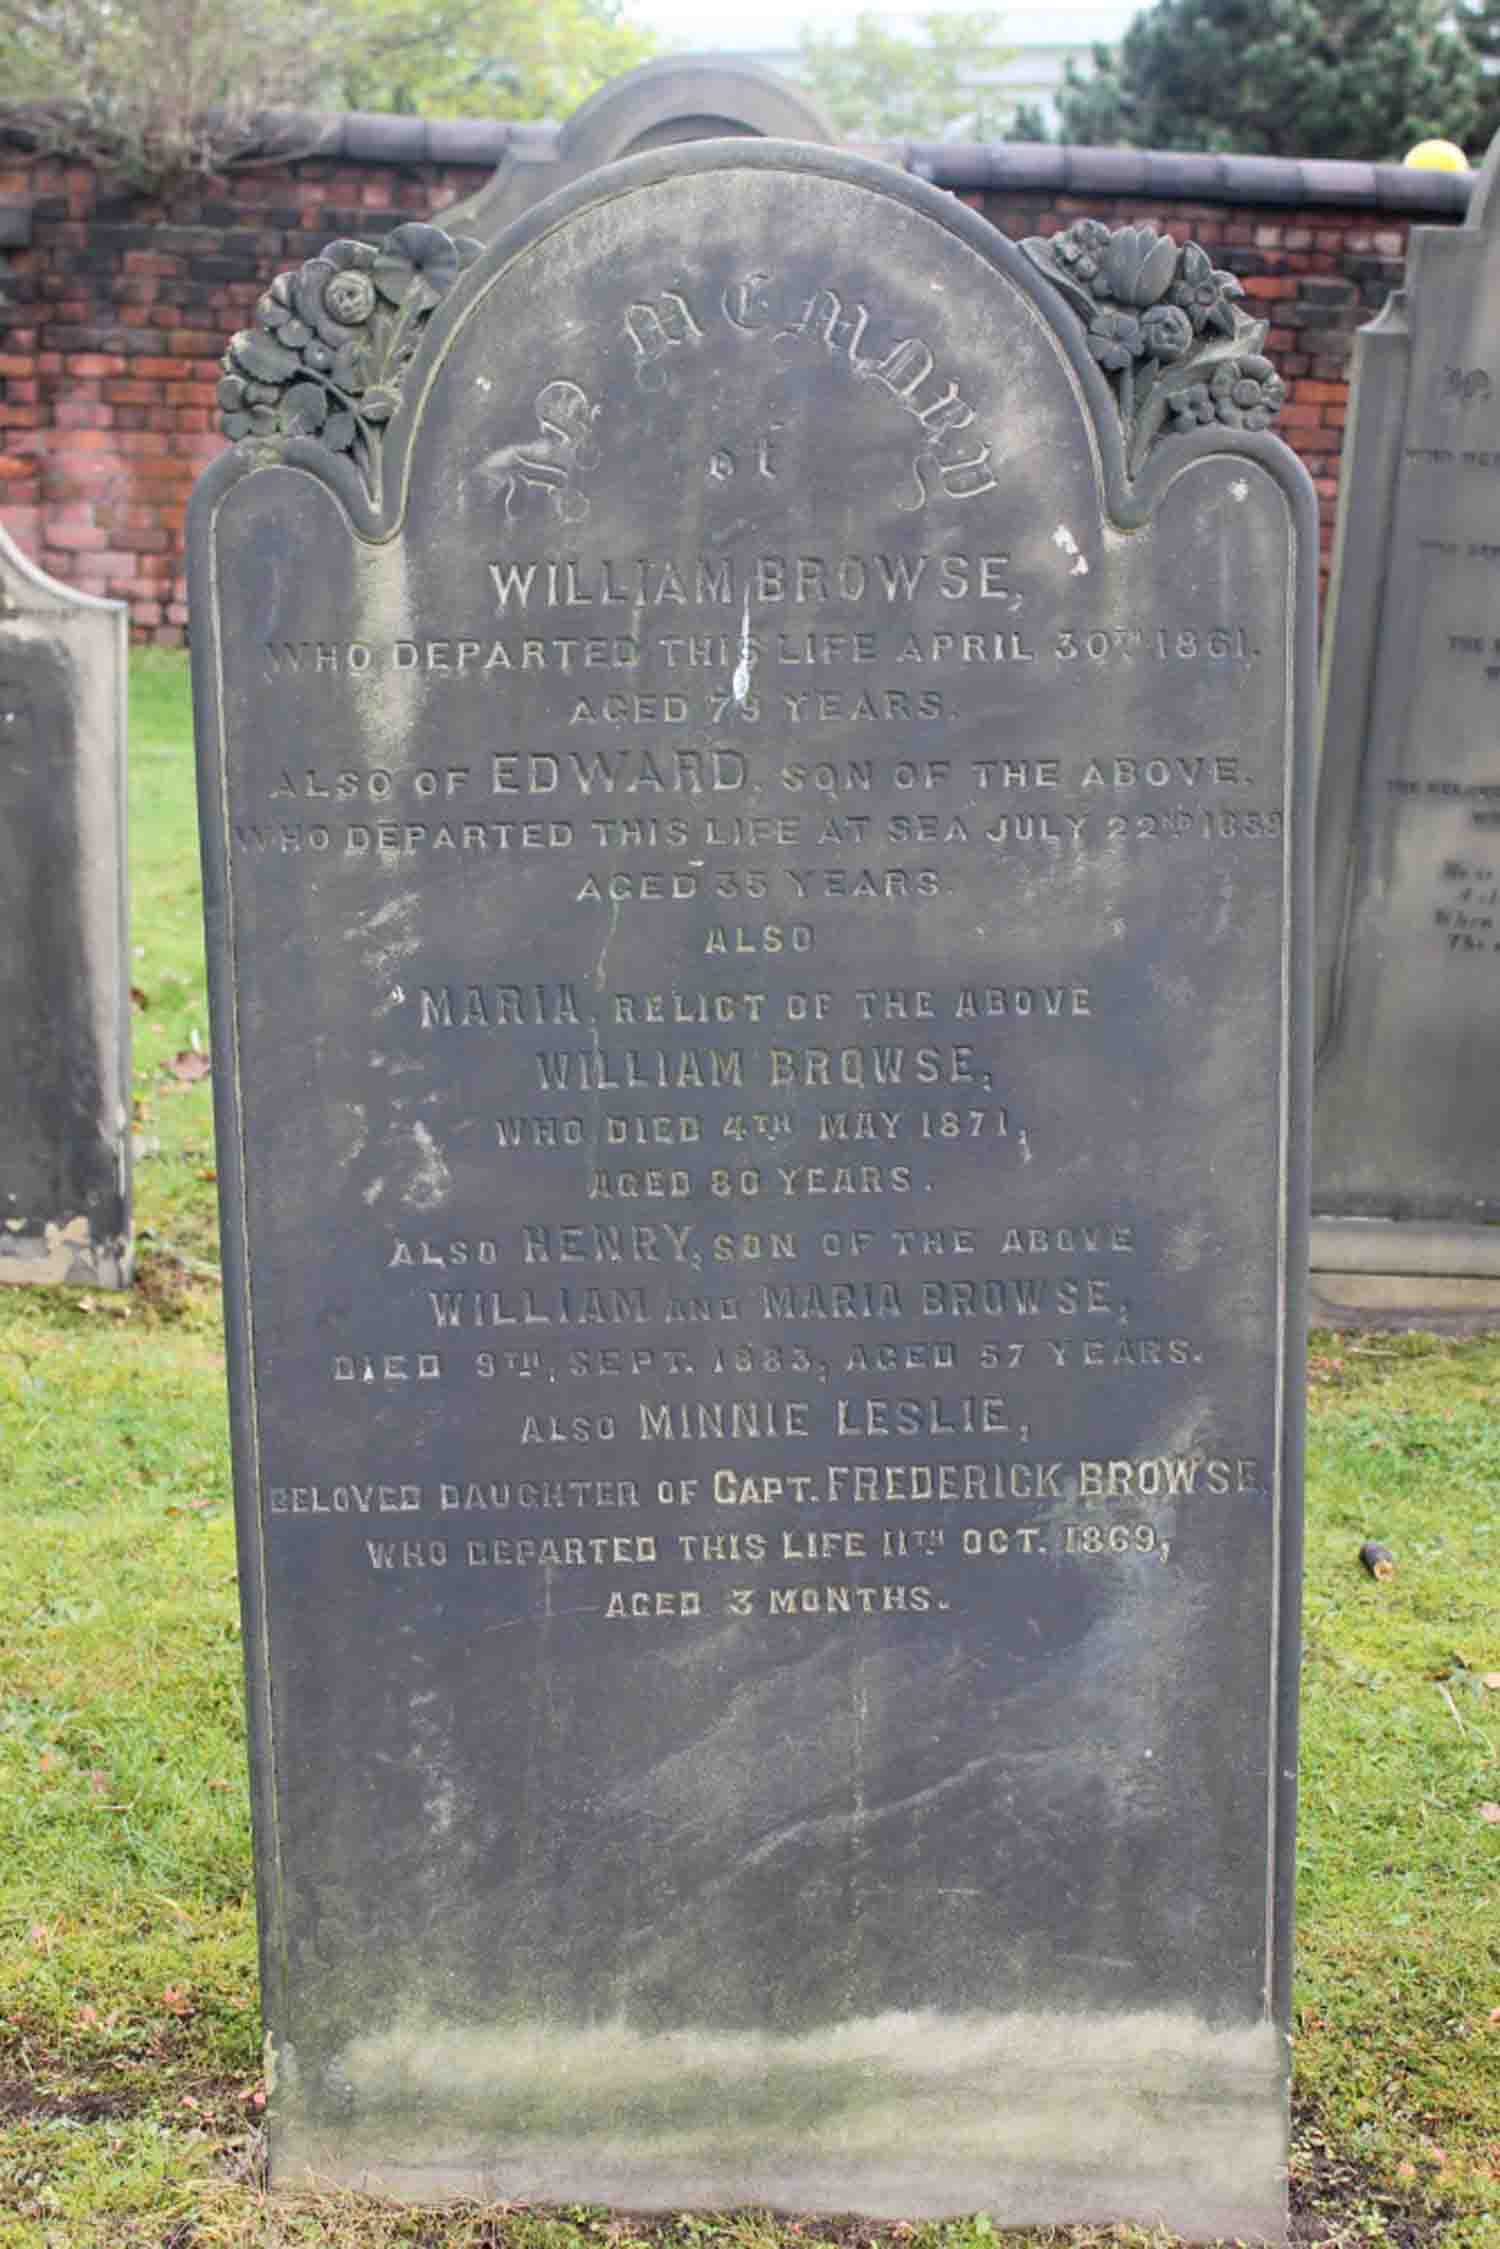 In Memory
of
WILLIAM BROWSE,
WHO DEPARTED THIS LIFE APRIL 30TH 1861.
AGED 79 YEARS.
ALSO OF EDWARD, SON OF THE ABOVE.
WHO DEPARTED THIS LIFE AT SEA JULY 22ND 1859
AGED 35 YEARS.
ALSO
MARIA, RELICT OF THE ABOVE
WILLIAM BROWSE,
WHO DIED 4TH MAY 1871,
AGED 80 YEARS.
ALSO HENRY, SON OF THE ABOVE
WILLIAM AND MARIA BROWSE,
DIED 9TH, SEPT. 1883, AGED 57 YEARS.
ALSO MINNIE LESLIE,
BELOVED DAUGHTER OF CAPT. FREDERICK BROWSE,
WHO DEPARTED THIS LIFE 11TH OCT. 1869,
AGED 3 MONTHS.